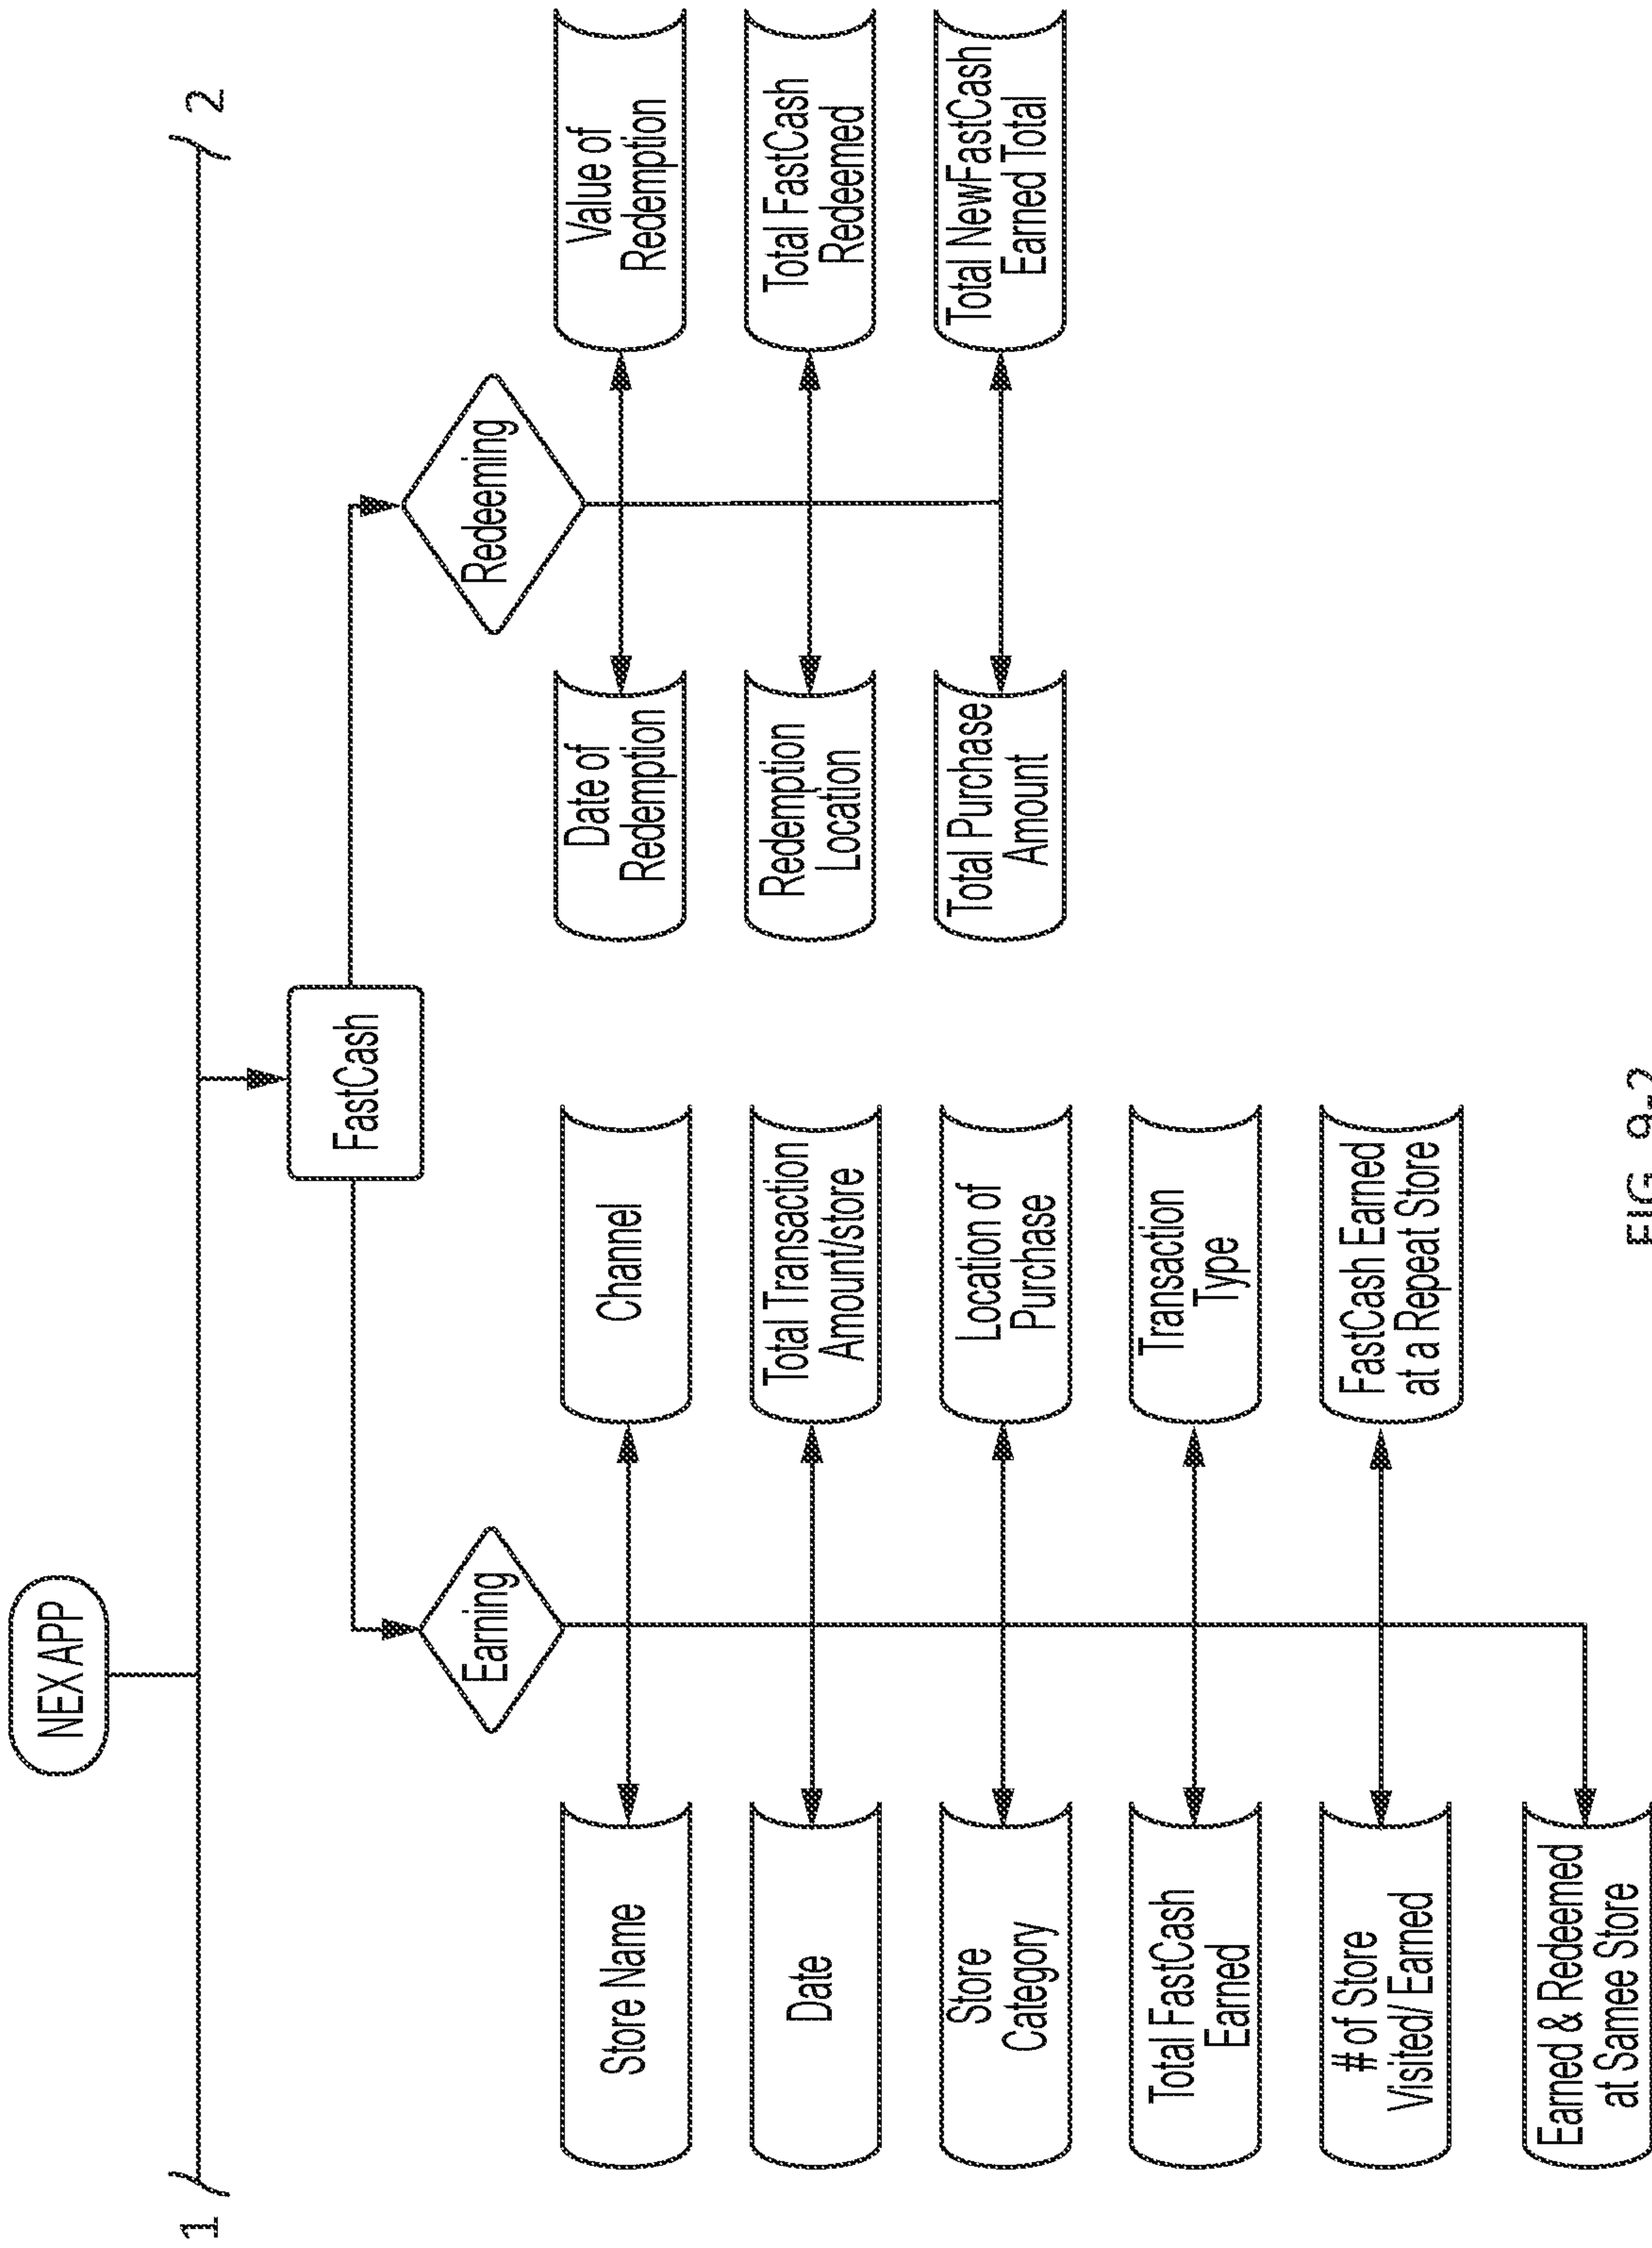 NEX APP
1
2
FastCash
Earning
Redeeming
Store Name
Channel
Date
Total Transaction
Amount/store
Store
Category
Location of
Purchase
Total FastCash
Earned
Transaction
Type
# of Store
Visited/ Earned
FastCash Earned
at a Repeat Store
Earned & Redeemed
at Samee Store
Date of
Redemption
Value of
Redemption
Redemption
Location
Total FastCash
Redeemed
Total Purchase
Amount
Total NewFastCash
Earned Total
FIG. 9-2